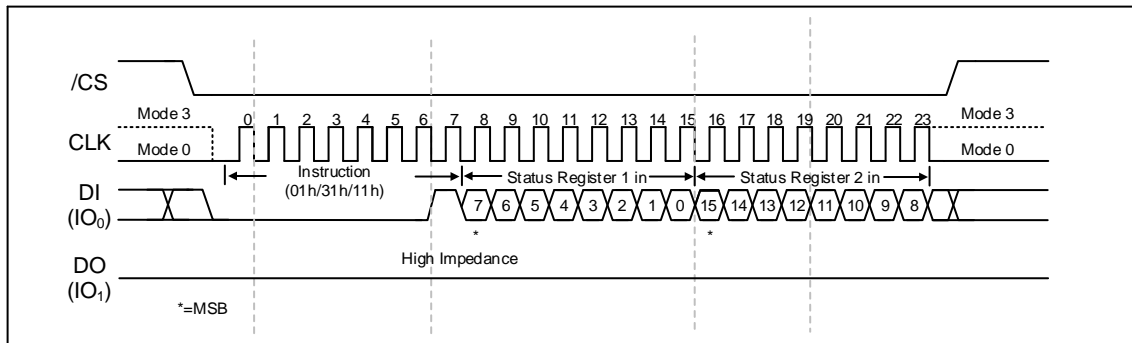 /CS
Mode 3
0 1 2 3 4 5 6 7 8 9 10 11 12 13 14 15 16 17 18 19 20 21 22 23
Mode 3
CLK
Mode 0
Mode 0
Instruction
(01h/31h/11h)
Status Register 1 in
Status Register 2 in
DI
(IO0)
7 6 5 4 3 2 1 0 15 14 13 12 11 10 9 8
* *
High Impedance
DO
(IO1)
*=MSB